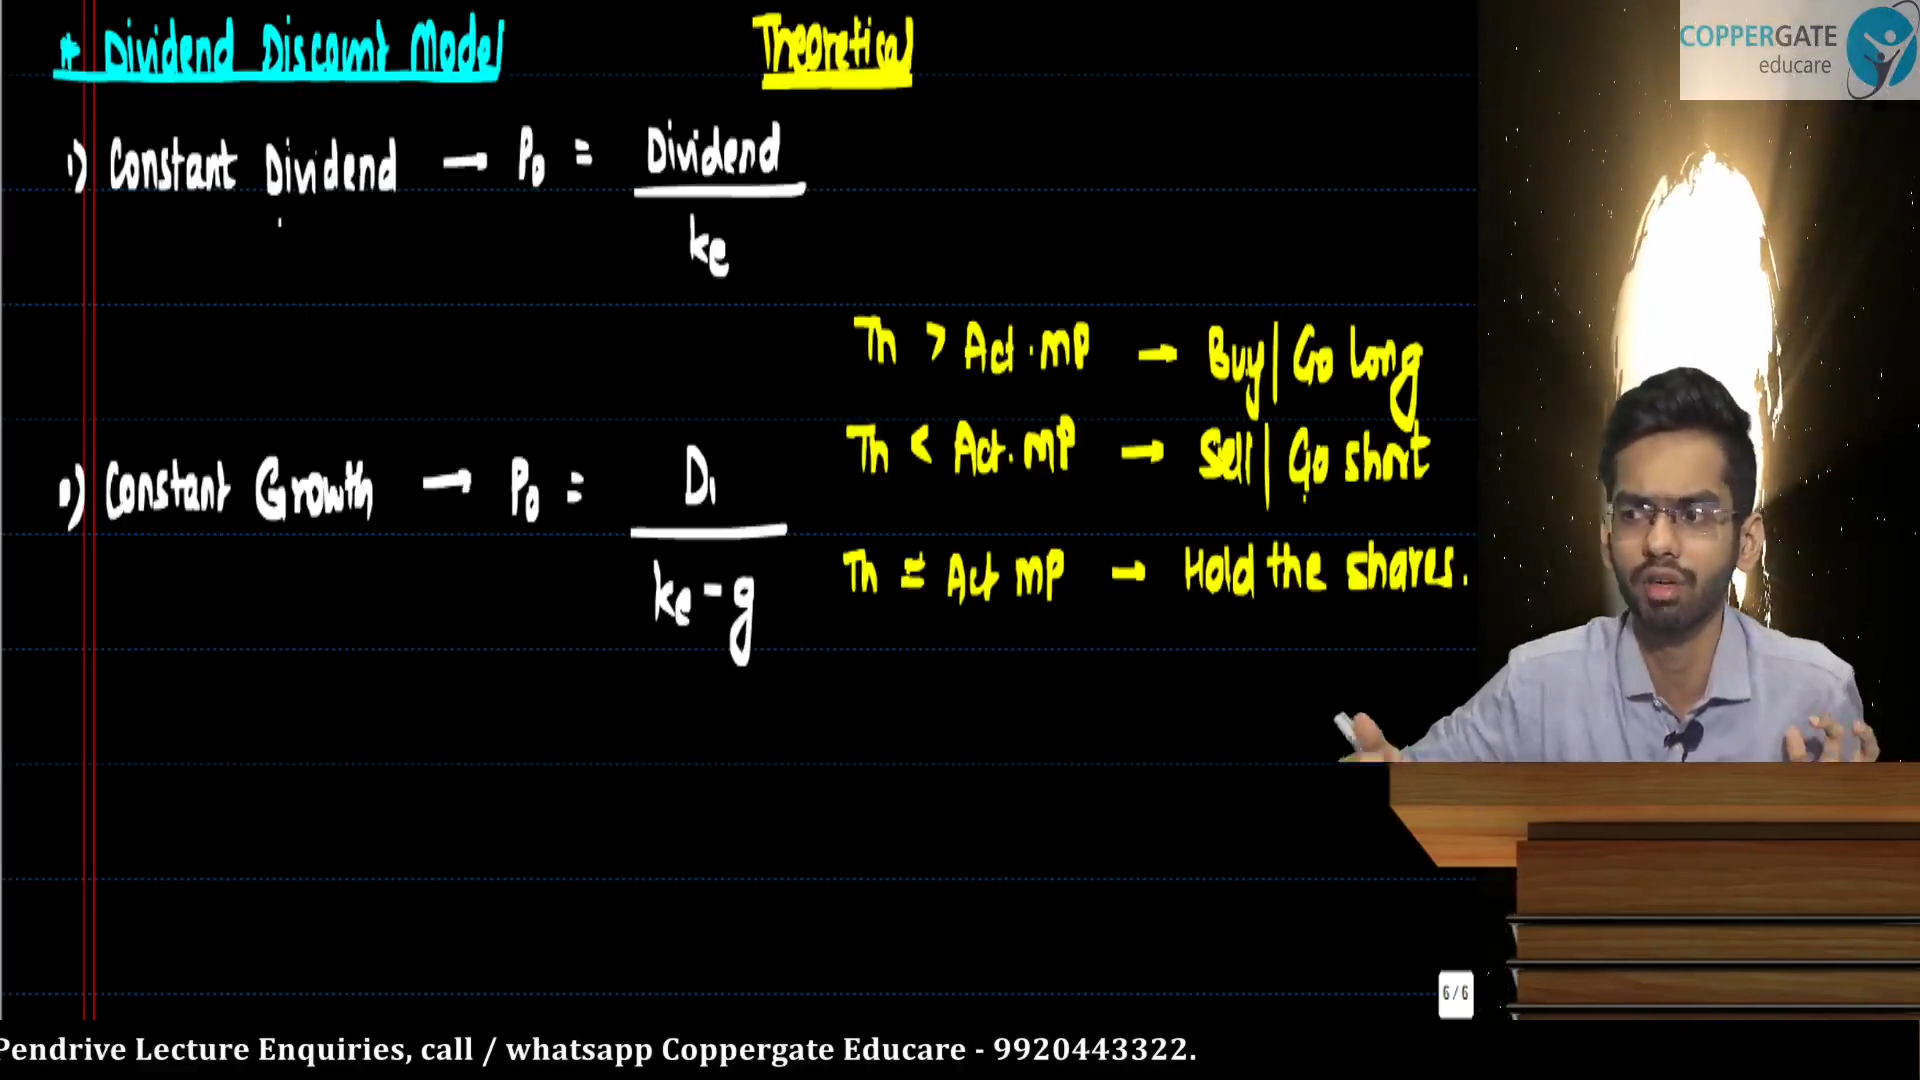 * Dividend Discount Model
Theoretical
COPPERGATE
educare
1) Constant Dividend → P0 = Dividend
ke
Th > Act. MP → Buy | Go long
Th < Act. MP → Sell | Go short
Th = Act MP → Hold the shares.
) Constant Growth → P0 = D1
ke - g
6/6
Pendrive Lecture Enquiries, call / whatsapp Coppergate Educare - 9920443322.